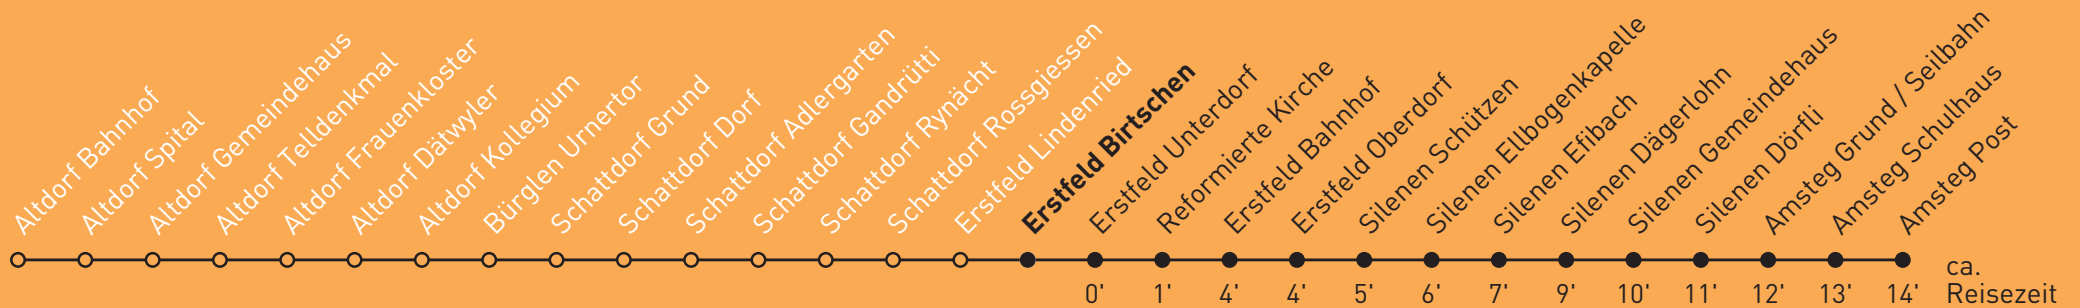 Altdorf Bahnhof
Altdorf Spital
Altdorf Gemeindehaus
Altdorf Telldenkmal
Altdorf Frauenkloster
Altdorf Dätwyler
Altdorf Kollegium
Bürglen Urnertor
Schattdorf Grund
Schattdorf Dorf
Schattdorf Adlergarten
Schattdorf Gandrütti
Schattdorf Rynächt
Schattdorf Rossgiessen
Erstfeld Lindenried
Erstfeld Birtschen
Erstfeld Unterdorf
Reformierte Kirche
Erstfeld Bahnhof
Erstfeld Oberdorf
Silenen Schützen
Silenen Ellbogenkapelle
Silenen Efibach
Silenen Dägerlohn
Silenen Gemeindehaus
Silenen Dörfli
Amsteg Grund / Seilbahn
Amsteg Schulhaus
Amsteg Post
0' 1' 4' 4' 5' 6' 7' 9' 10' 11' 12' 13' 14'
ca.
Reisezeit